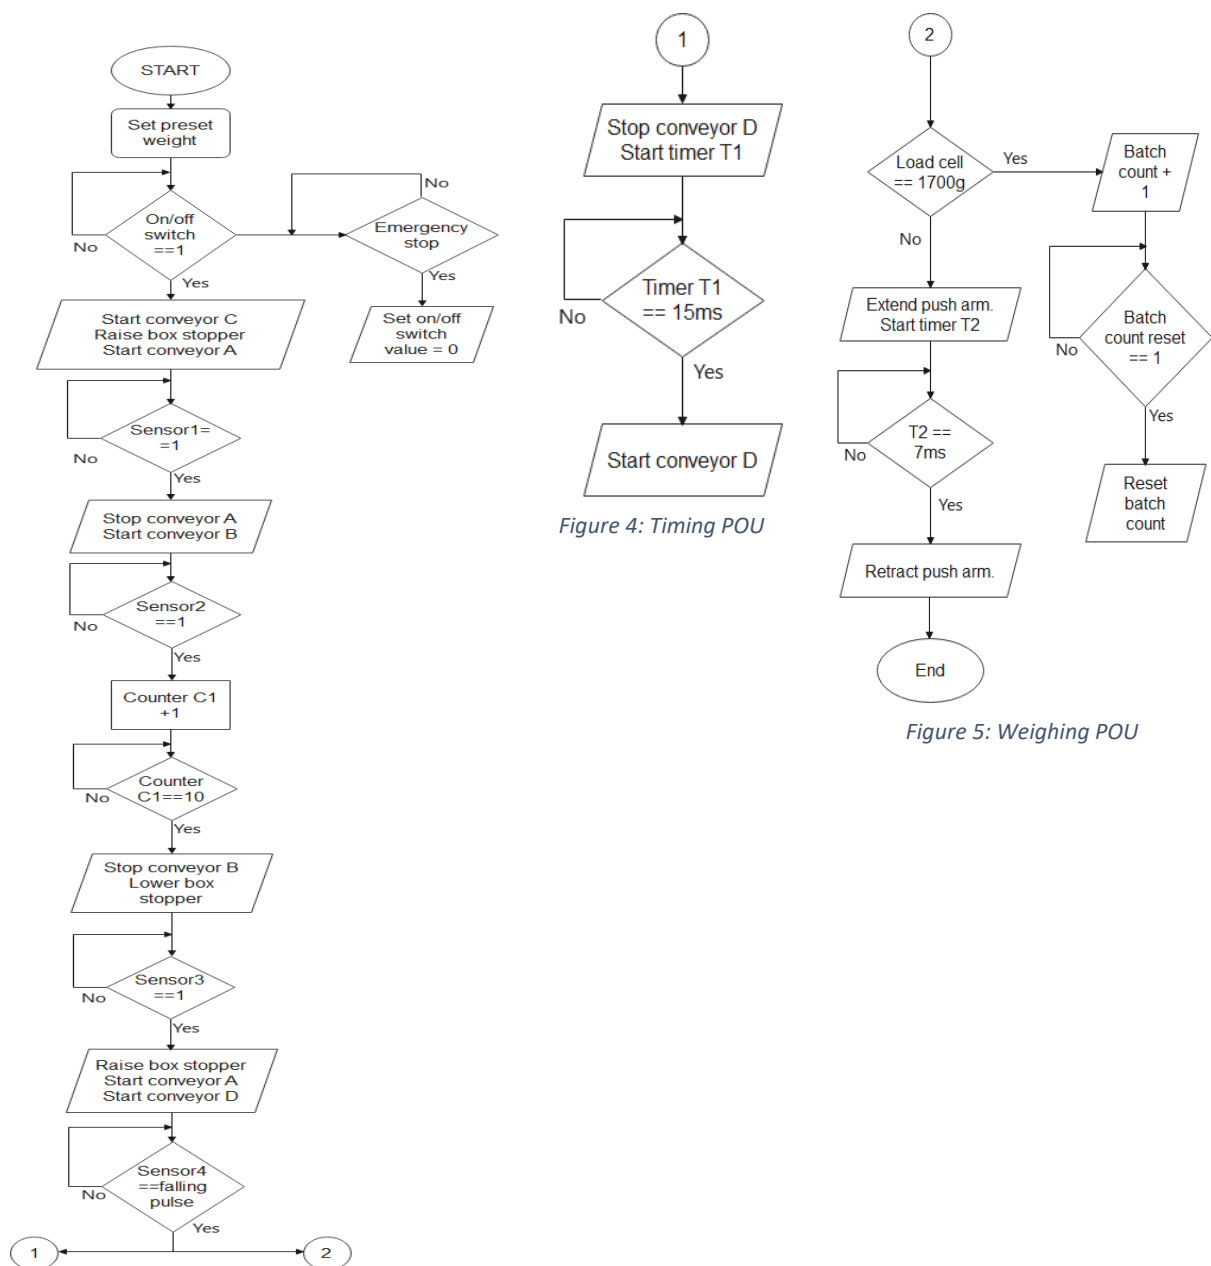 START
Set preset
weight
No
On/off
switch
==1
No
Yes
Emergency
stop
Yes
Set on/off
switch
value = 0
Start conveyor C
Raise box stopper
Start conveyor A
Sensor1=
=1
No
Yes
Stop conveyor A
Start conveyor B
Sensor2
==1
No
Yes
Counter C1
+1
Counter
C1==10
No
Yes
Stop conveyor B
Lower box
stopper
Sensor3
==1
No
Yes
Raise box stopper
Start conveyor A
Start conveyor D
Sensor4
==falling
pulse
No
Yes
1
2
1
Stop conveyor D
Start timer T1
Timer T1
== 15ms
No
Yes
Start conveyor D
Figure 4: Timing POU
2
Load cell
== 1700g
Yes
No
Batch
count +
1
Extend push arm.
Start timer T2
Batch
count reset
== 1
No
Yes
T2 ==
7ms
No
Yes
Reset
batch
count
Retract push arm.
End
Figure 5: Weighing POU